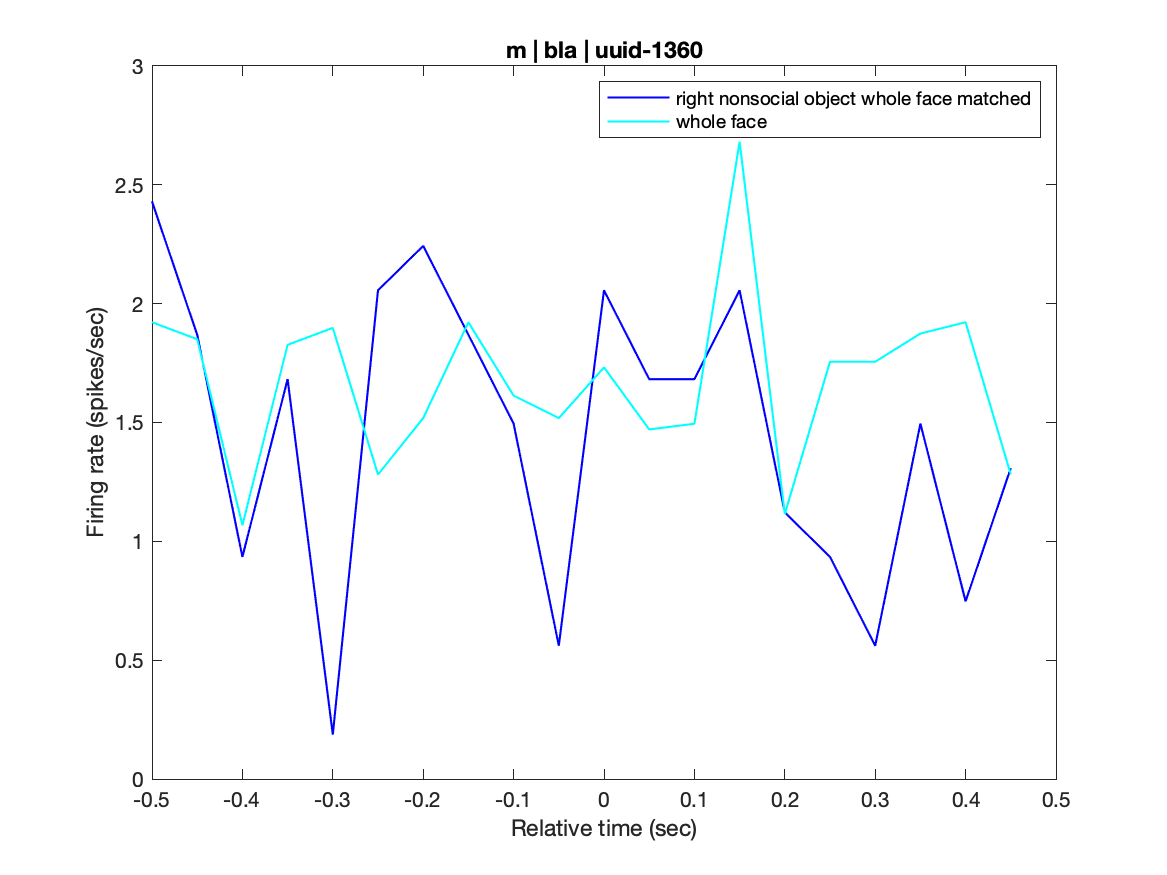 m | bla | uuid-1360
right nonsocial object whole face matched
whole face
Firing rate (spikes/sec)
3
2.5
2
1.5
1
0.5
0
-0.5 -0.4 -0.3 -0.2 -0.1 0 0.1 0.2 0.3 0.4 0.5
Relative time (sec)